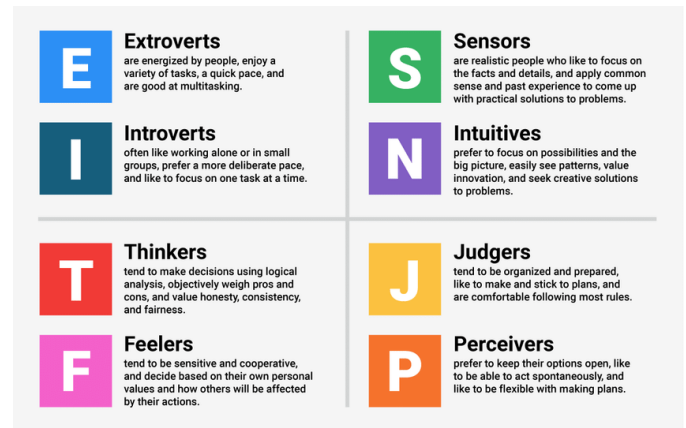 E
Extroverts
are energized by people, enjoy a
variety of tasks, a quick pace, and
are good at multitasking.
I
Introverts
often like working alone or in small
groups, prefer a more deliberate pace,
and like to focus on one task at a time.
S
Sensors
are realistic people who like to focus on
the facts and details, and apply common
sense and past experience to come up
with practical solutions to problems.
N
Intuitives
prefer to focus on possibilities and the
big picture, easily see patterns, value
innovation, and seek creative solutions
to problems.
T
Thinkers
tend to make decisions using logical
analysis, objectively weigh pros and
cons, and value honesty, consistency,
and fairness.
F
Feelers
tend to be sensitive and cooperative,
and decide based on their own personal
values and how others will be affected
by their actions.
J
Judgers
tend to be organized and prepared,
like to make and stick to plans, and
are comfortable following most rules.
P
Perceivers
prefer to keep their options open, like
to be able to act spontaneously, and
like to be flexible with making plans.